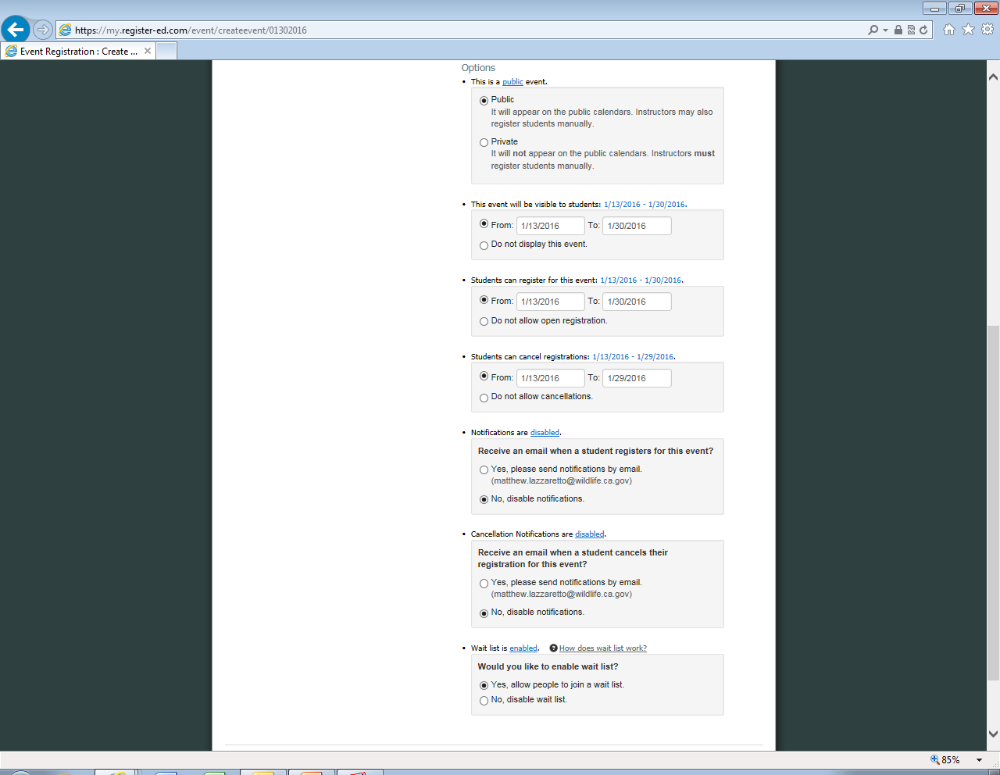 https://my.register-ed.com/event/createevent/01302016
Event Registration : Create ...
Options
• This is a public event.
Public
It will appear on the public calendars. Instructors may also
register students manually.
Private
It will not appear on the public calendars. Instructors must
register students manually.
• This event will be visible to students: 1/13/2016 - 1/30/2016.
From: 1/13/2016 To: 1/30/2016
Do not display this event.
• Students can register for this event: 1/13/2016 - 1/30/2016.
From: 1/13/2016 To: 1/30/2016
Do not allow open registration.
• Students can cancel registrations: 1/13/2016 - 1/29/2016.
From: 1/13/2016 To: 1/29/2016
Do not allow cancellations.
• Notifications are disabled.
Receive an email when a student registers for this event?
Yes, please send notifications by email.
(matthew.lazzaretto@wildlife.ca.gov)
No, disable notifications.
• Cancellation Notifications are disabled.
Receive an email when a student cancels their
registration for this event?
Yes, please send notifications by email.
(matthew.lazzaretto@wildlife.ca.gov)
No, disable notifications.
• Wait list is enabled. ? How does wait list work?
Would you like to enable wait list?
Yes, allow people to join a wait list.
No, disable wait list.
85%